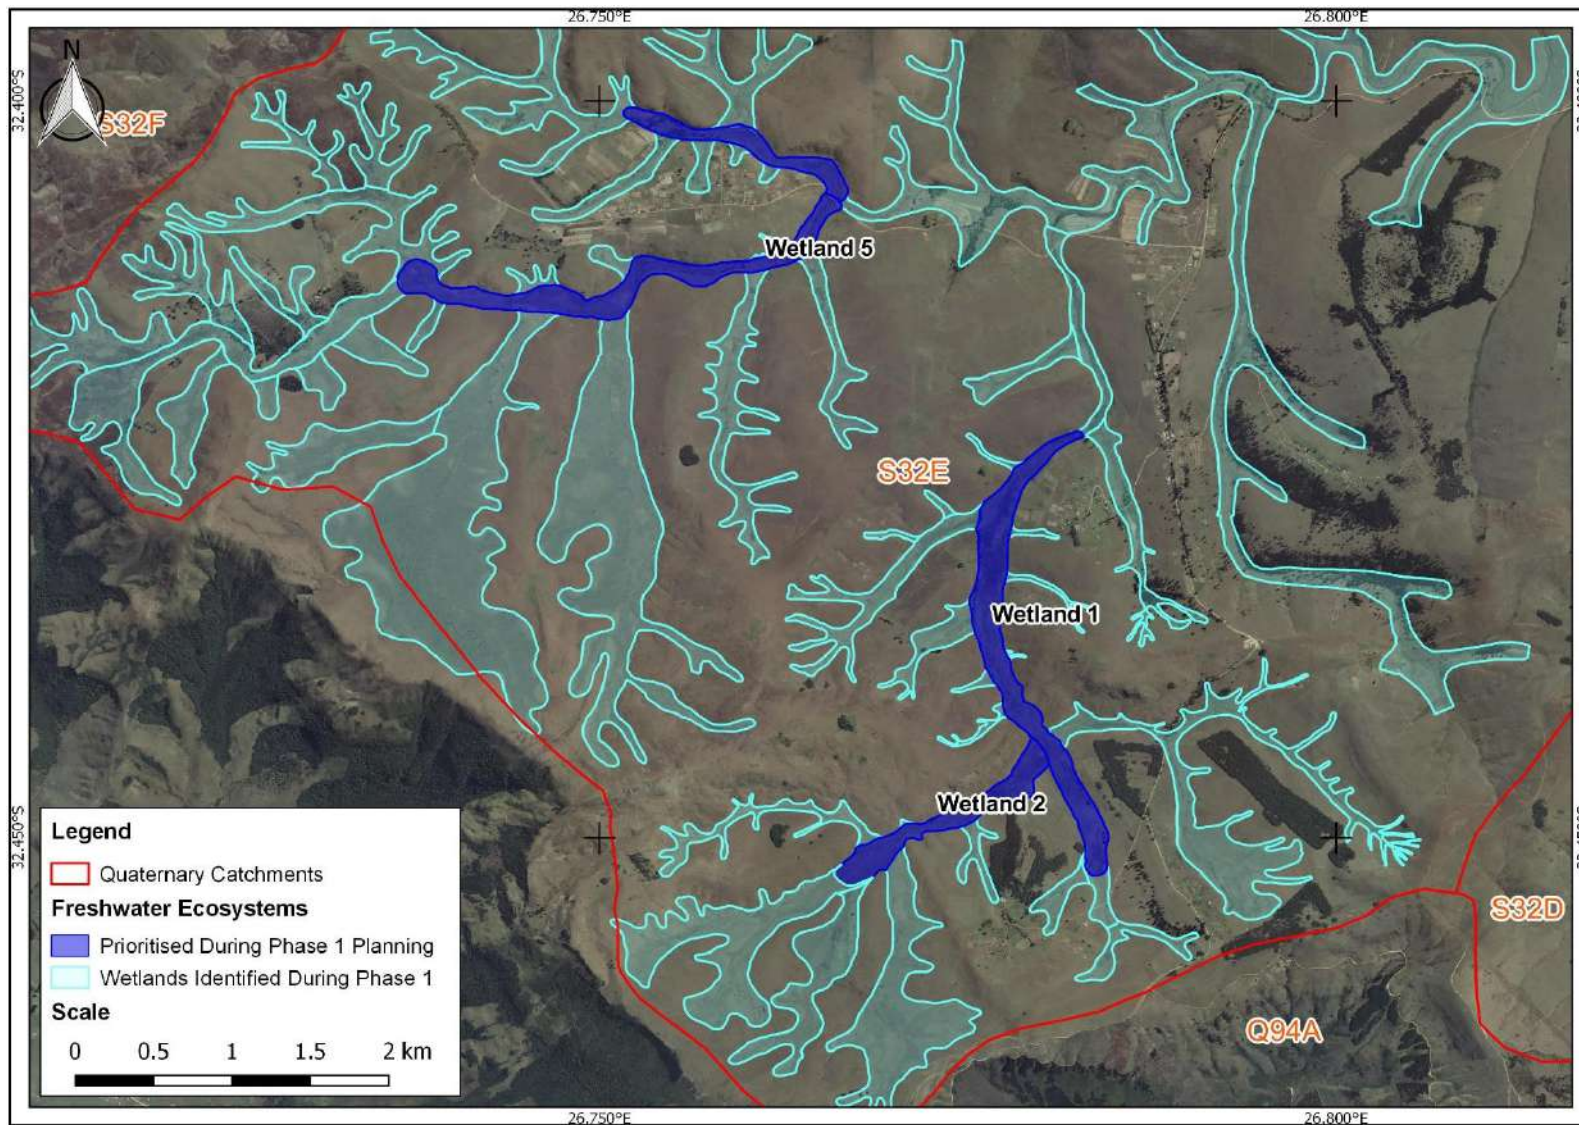 26.750°E 26.800°E
N
32.400°S
S32F
Wetland 5
S32E
Wetland 1
Wetland 2
32.450°S
Legend
Quaternary Catchments
Freshwater Ecosystems
Prioritised During Phase 1 Planning
Wetlands Identified During Phase 1
Scale
0 0.5 1 1.5 2 km
S32D
Q94A
26.750°E 26.800°E